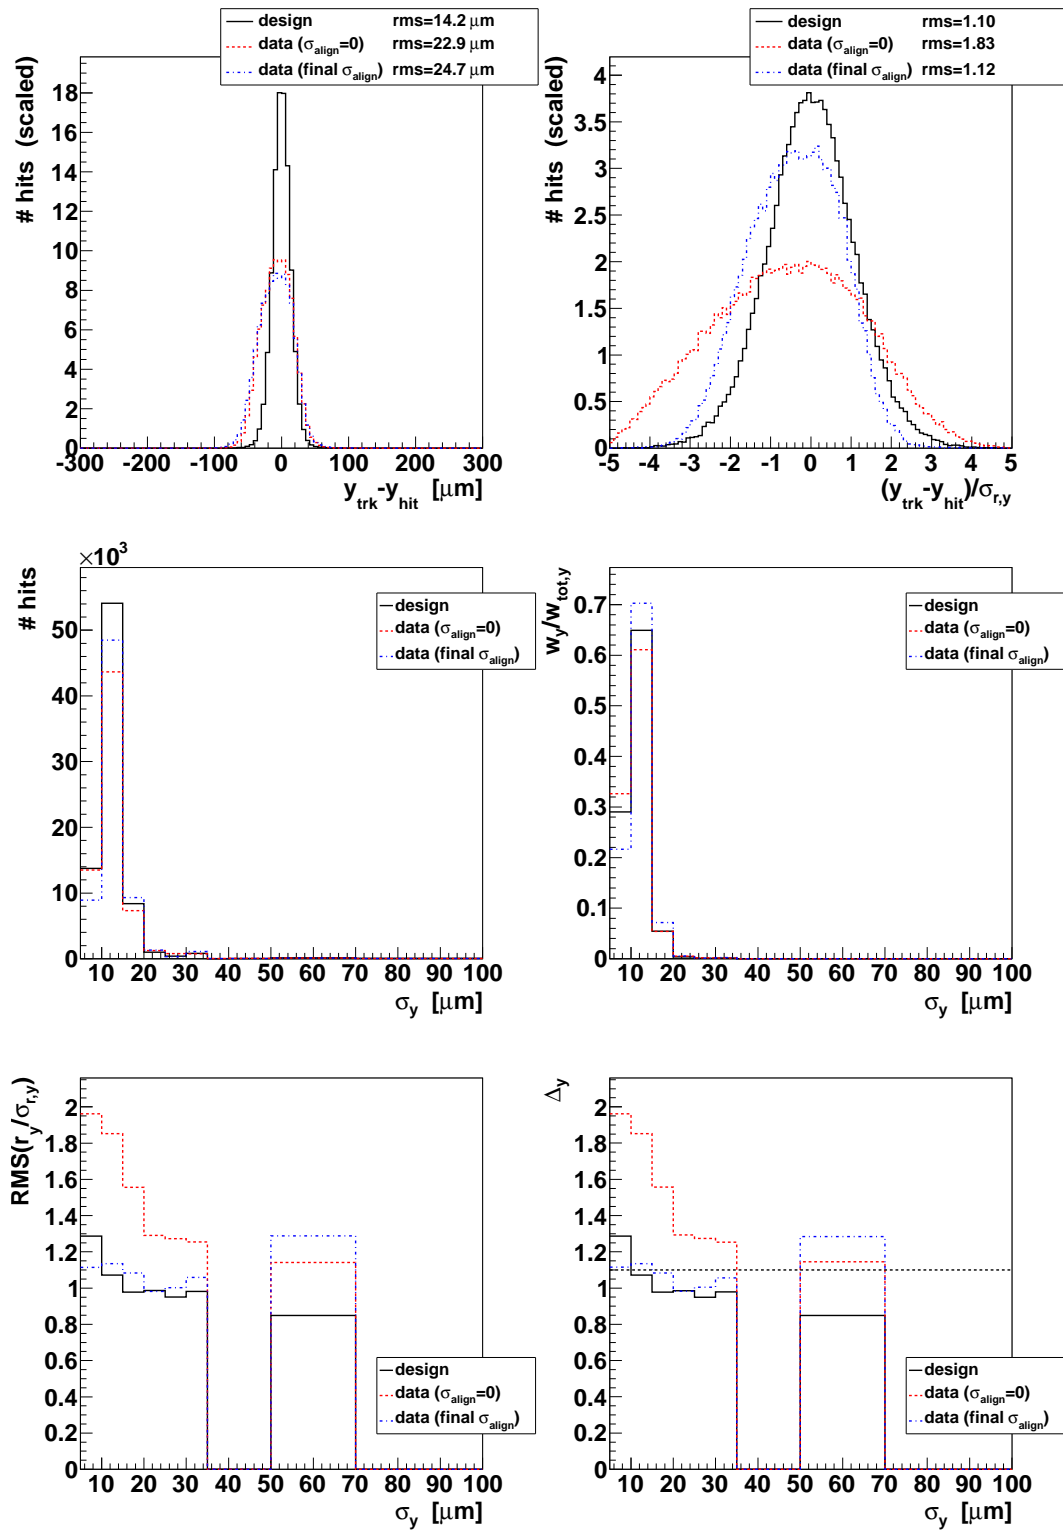 design rms=14.2 μm
data (σalign=0) rms=22.9 μm
data (final σalign) rms=24.7 μm
# hits (scaled)
18
16
14
12
10
8
6
4
2
0
-300 -200 -100 0 100 200 300
ytrk-yhit [μm]
design rms=1.10
data (σalign=0) rms=1.83
data (final σalign) rms=1.12
# hits (scaled)
4
3.5
3
2.5
2
1.5
1
0.5
0
-5 -4 -3 -2 -1 0 1 2 3 4 5
(ytrk-yhit)/σr,y
×10³
# hits
50
40
30
20
10
0
design
data (σalign=0)
data (final σalign)
10 20 30 40 50 60 70 80 90 100
σy [μm]
wy/wtot,y
0.7
0.6
0.5
0.4
0.3
0.2
0.1
0
design
data (σalign=0)
data (final σalign)
10 20 30 40 50 60 70 80 90 100
σy [μm]
RMS(ry/σr,y)
2
1.8
1.6
1.4
1.2
1
0.8
0.6
0.4
0.2
0
design
data (σalign=0)
data (final σalign)
10 20 30 40 50 60 70 80 90 100
σy [μm]
Δy
2
1.8
1.6
1.4
1.2
1
0.8
0.6
0.4
0.2
0
design
data (σalign=0)
data (final σalign)
10 20 30 40 50 60 70 80 90 100
σy [μm]